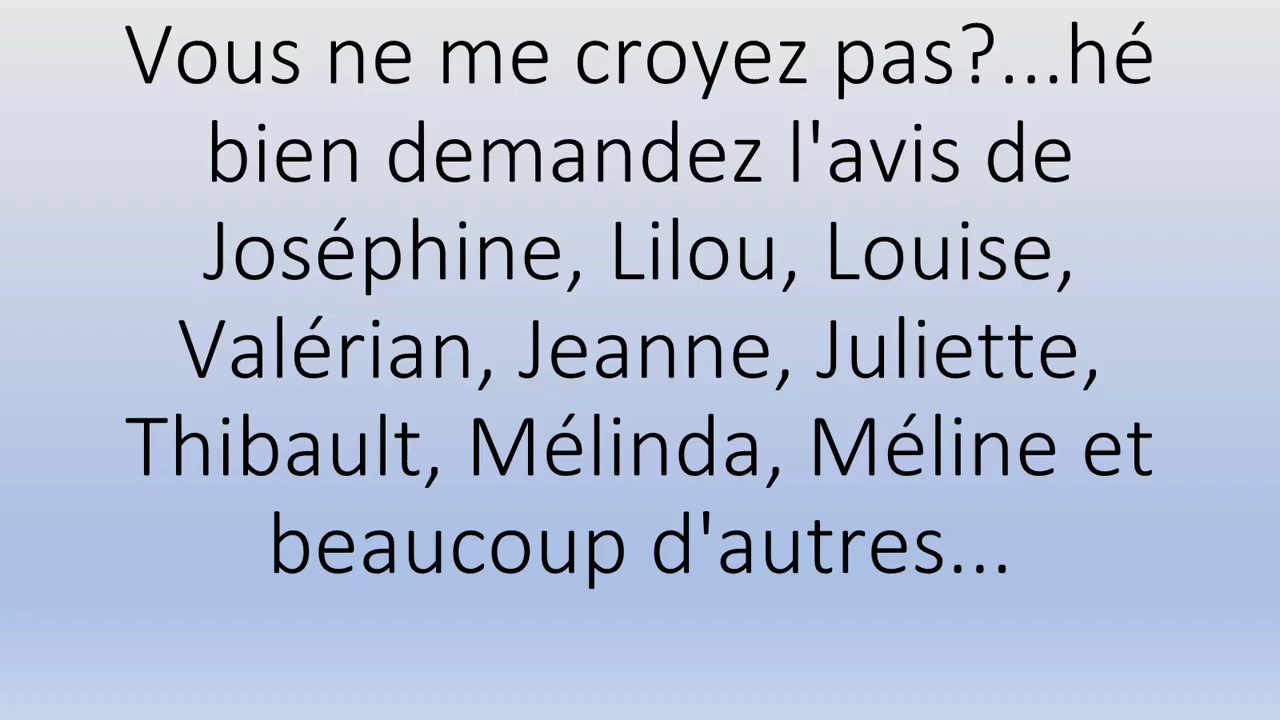 Vous ne me croyez pas?...hé
bien demandez l'avis de
Joséphine, Lilou, Louise,
Valérian, Jeanne, Juliette,
Thibault, Mélinda, Méline et
beaucoup d'autres...